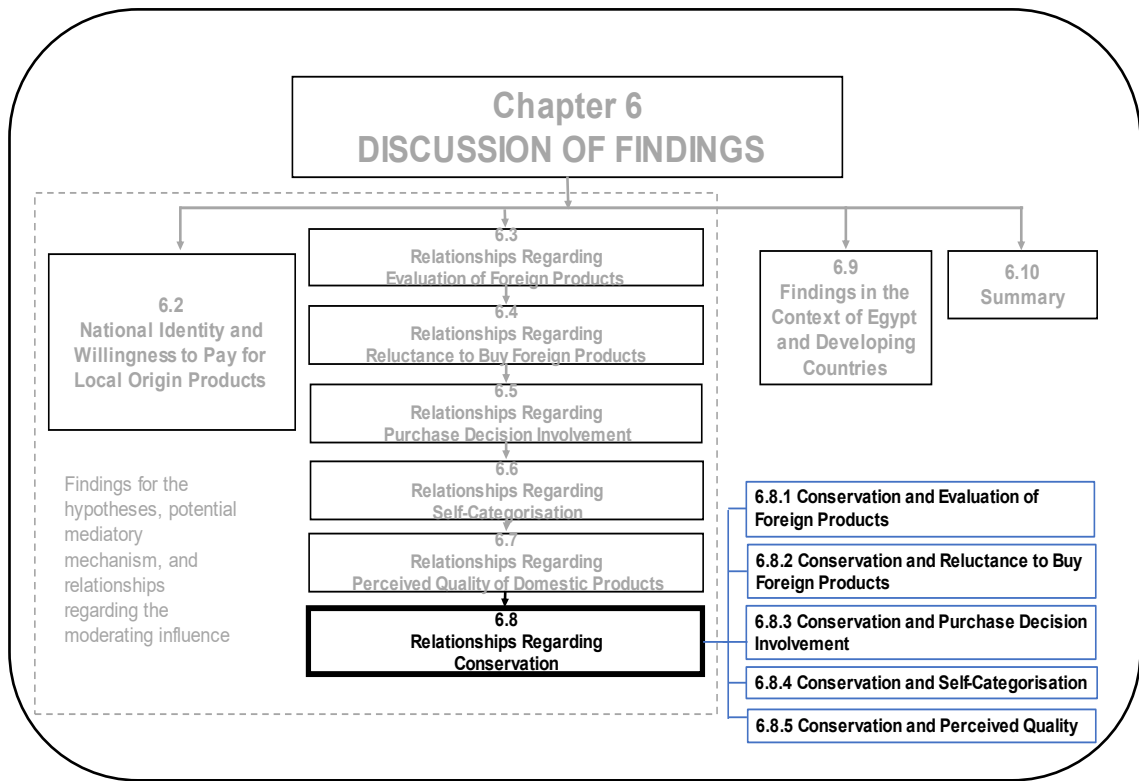 Chapter 6
DISCUSSION OF FINDINGS
6.2
National Identity and
Willingness to Pay for
Local Origin Products
Findings for the
hypotheses, potential
mediatory
mechanism, and
relationships
regarding the
moderating influence
6.3
Relationships Regarding
Evaluation of Foreign Products
6.4
Relationships Regarding
Reluctance to Buy Foreign Products
6.5
Relationships Regarding
Purchase Decision Involvement
6.6
Relationships Regarding
Self-Categorisation
6.7
Relationships Regarding
Perceived Quality of Domestic Products
6.8
Relationships Regarding
Conservation
6.9
Findings in the
Context of Egypt
and Developing
Countries
6.10
Summary
6.8.1 Conservation and Evaluation of
Foreign Products
6.8.2 Conservation and Reluctance to Buy
Foreign Products
6.8.3 Conservation and Purchase Decision
Involvement
6.8.4 Conservation and Self-Categorisation
6.8.5 Conservation and Perceived Quality